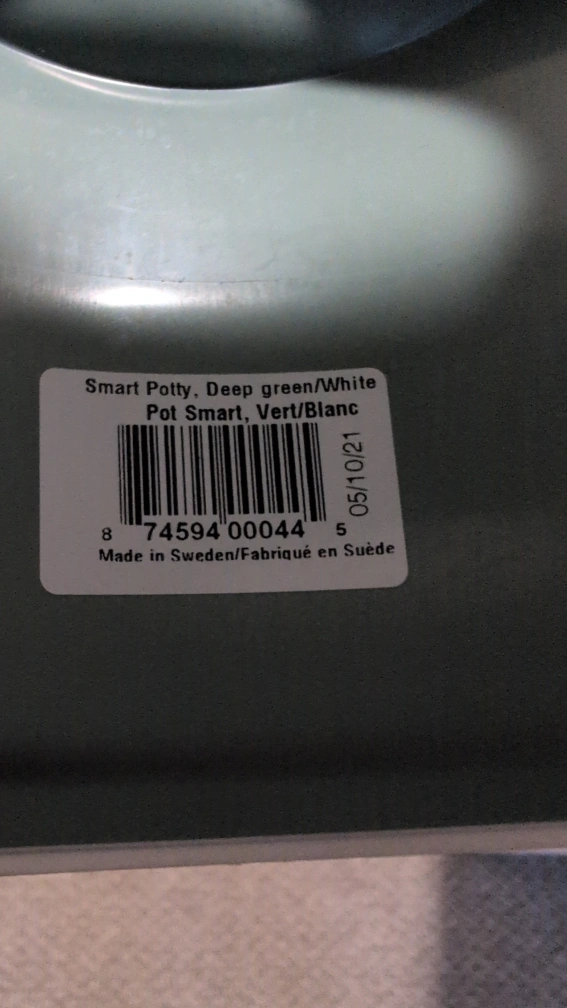 Smart Potty, Deep green/White
Pot Smart, Vert/Blanc
05/10/21
8 74594 00044 5
Made in Sweden/Fabriqué en Suède